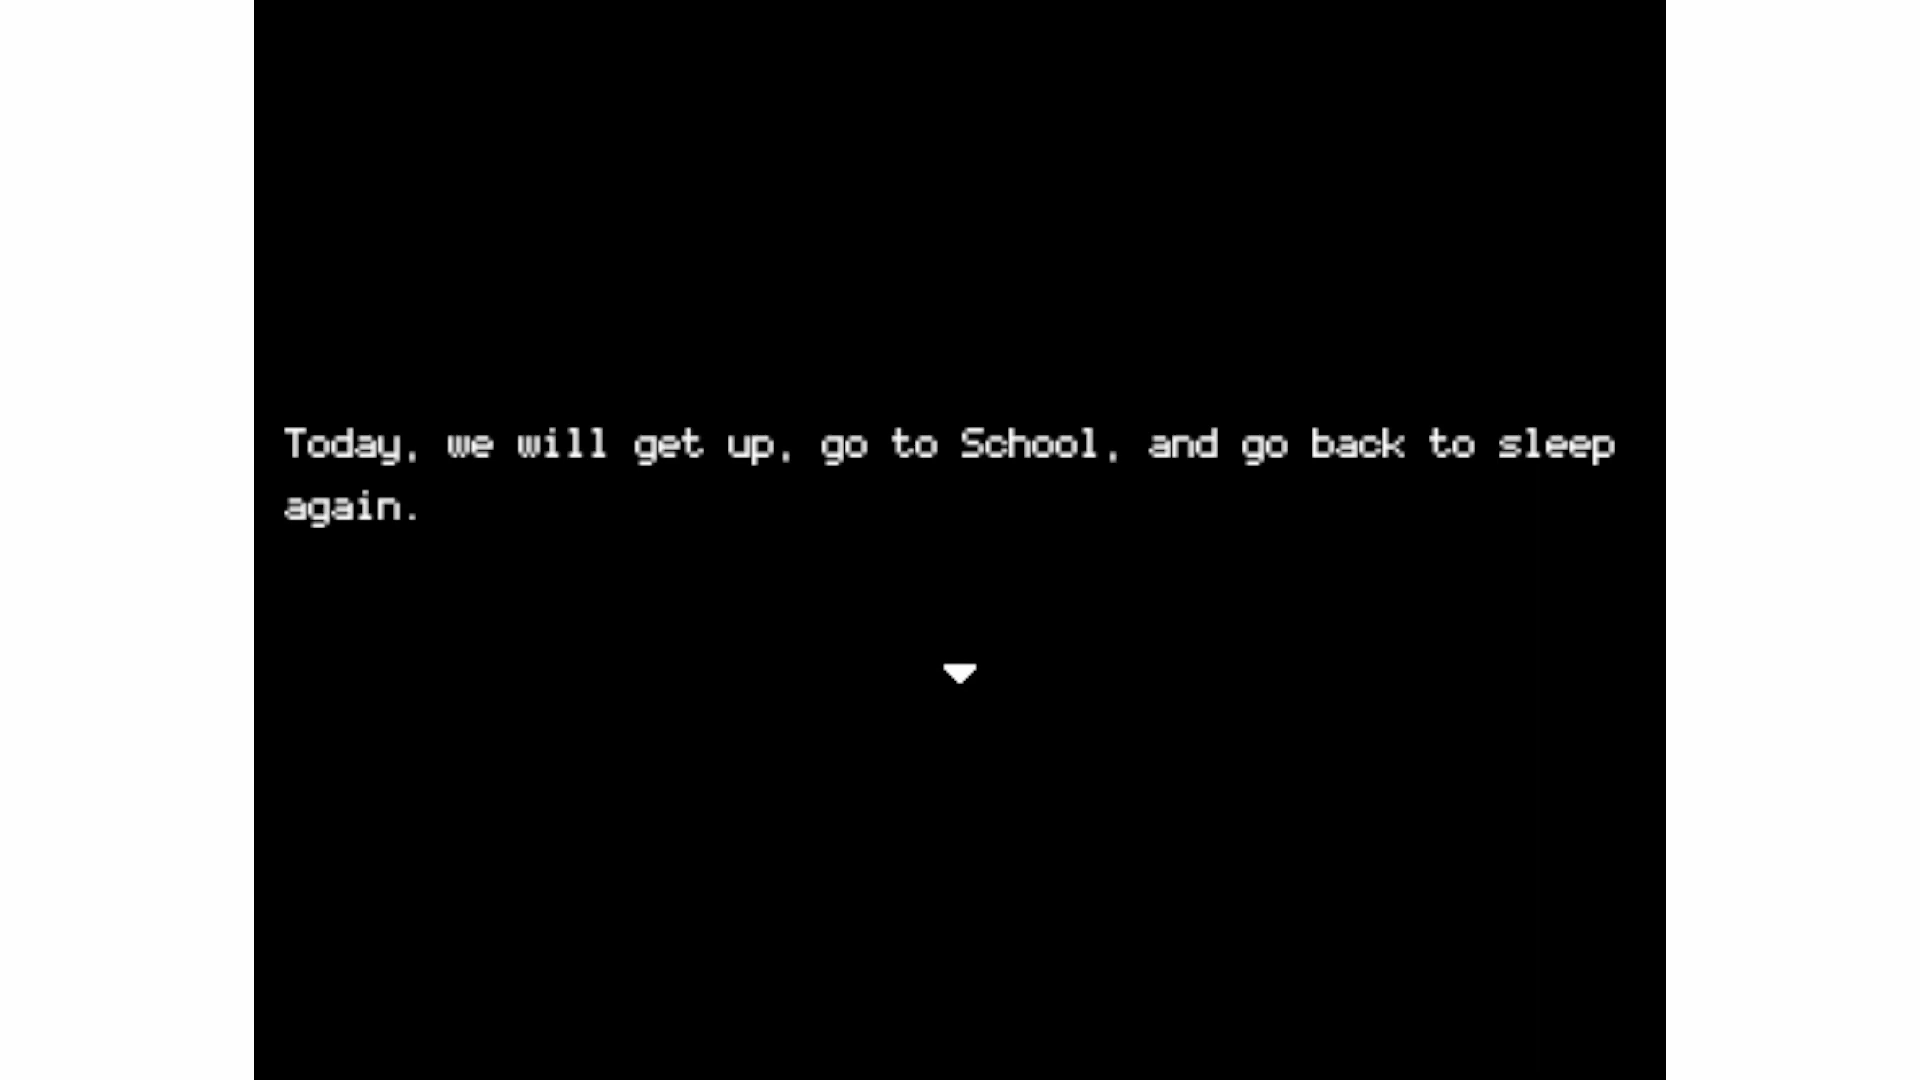 Today, we will get up, go to School, and go back to sleep
again.